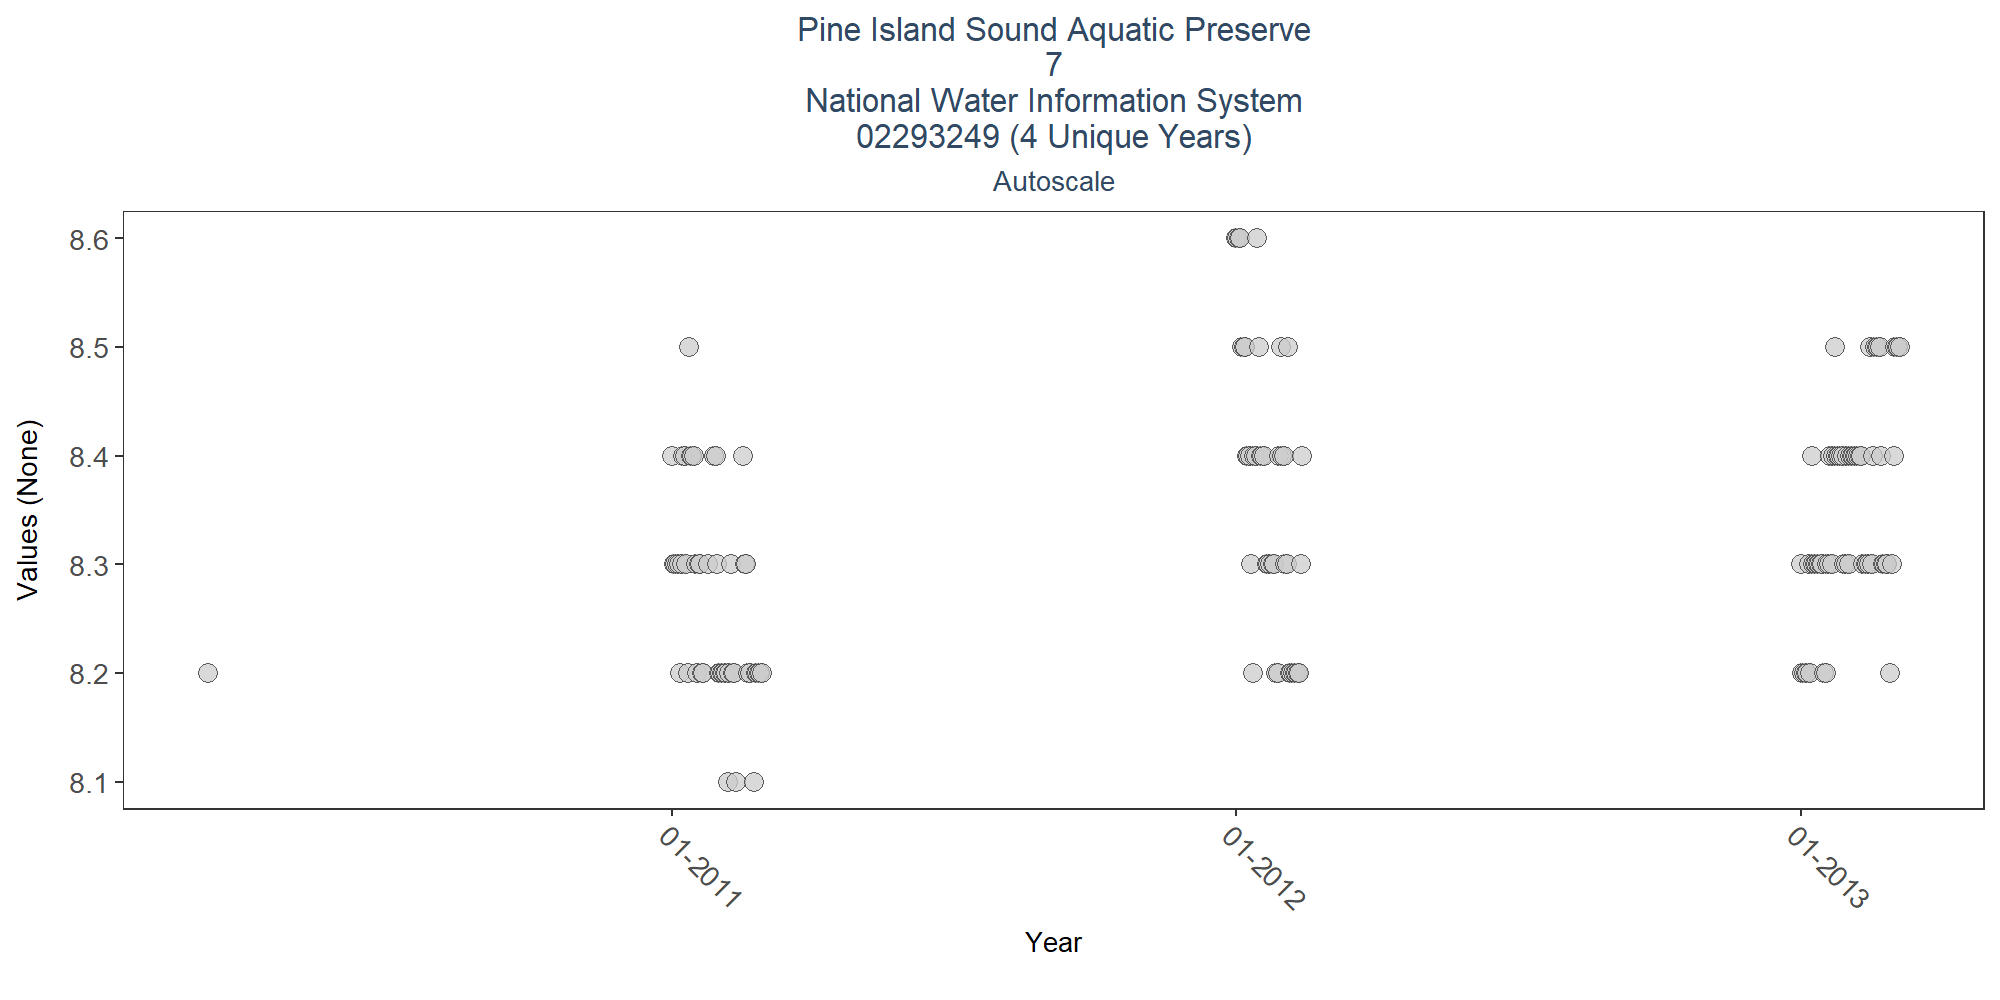 Pine Island Sound Aquatic Preserve
7
National Water Information System
02293249 (4 Unique Years)
Autoscale
8.6
8.5
8.4
8.3
8.2
8.1
Values (None)
01-2011
01-2012
01-2013
Year